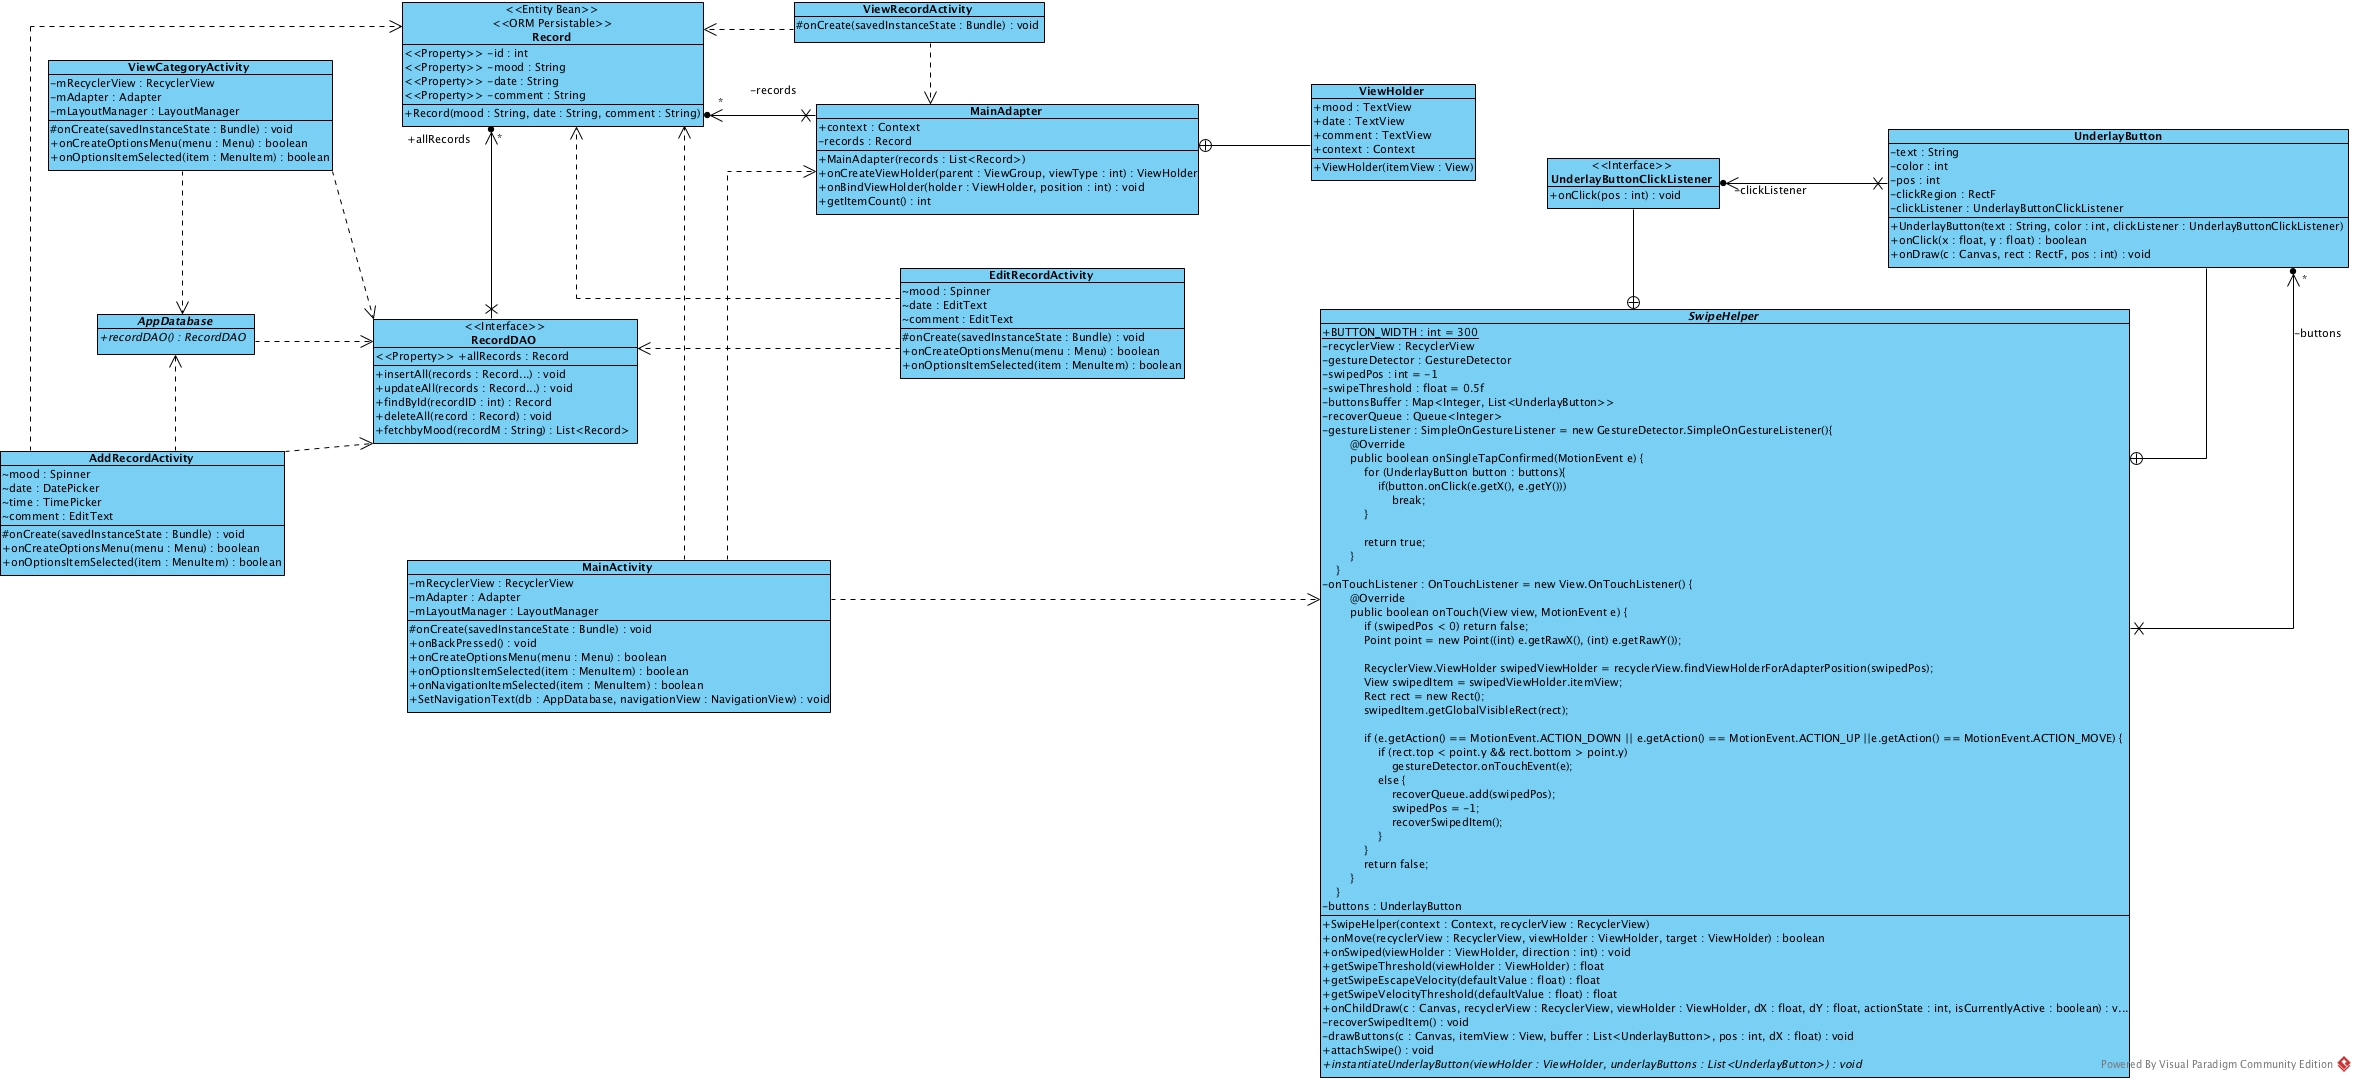 <<Entity Bean>>
<<ORM Persistable>>
Record
<<Property>> -id : int
<<Property>> -mood : String
<<Property>> -date : String
<<Property>> -comment : String
+Record(mood : String, date : String, comment : String)
ViewRecordActivity
#onCreate(savedInstanceState : Bundle) : void
ViewCategoryActivity
-mRecyclerView : RecyclerView
-mAdapter : Adapter
-mLayoutManager : LayoutManager
#onCreate(savedInstanceState : Bundle) : void
+onCreateOptionsMenu(menu : Menu) : boolean
+onOptionsItemSelected(item : MenuItem) : boolean
-records
*
+allRecords
*
MainAdapter
+context : Context
-records : Record
+MainAdapter(records : List<Record>)
+onCreateViewHolder(parent : ViewGroup, viewType : int) : ViewHolder
+onBindViewHolder(holder : ViewHolder, position : int) : void
+getItemCount() : int
ViewHolder
+mood : TextView
+date : TextView
+comment : TextView
+context : Context
+ViewHolder(itemView : View)
<<Interface>>
UnderlayButtonClickListener
+onClick(pos : int) : void
-clickListener
UnderlayButton
-text : String
-color : int
-pos : int
-clickRegion : RectF
-clickListener : UnderlayButtonClickListener
+UnderlayButton(text : String, color : int, clickListener : UnderlayButtonClickListener)
+onClick(x : float, y : float) : boolean
+onDraw(c : Canvas, rect : RectF, pos : int) : void
*
-buttons
AppDatabase
+recordDAO() : RecordDAO
<<Interface>>
RecordDAO
<<Property>> +allRecords : Record
+insertAll(records : Record...) : void
+updateAll(records : Record...) : void
+findById(recordID : int) : Record
+deleteAll(record : Record) : void
+fetchbyMood(recordM : String) : List<Record>
EditRecordActivity
~mood : Spinner
~date : EditText
~comment : EditText
#onCreate(savedInstanceState : Bundle) : void
+onCreateOptionsMenu(menu : Menu) : boolean
+onOptionsItemSelected(item : MenuItem) : boolean
AddRecordActivity
~mood : Spinner
~date : DatePicker
~time : TimePicker
~comment : EditText
#onCreate(savedInstanceState : Bundle) : void
+onCreateOptionsMenu(menu : Menu) : boolean
+onOptionsItemSelected(item : MenuItem) : boolean
MainActivity
-mRecyclerView : RecyclerView
-mAdapter : Adapter
-mLayoutManager : LayoutManager
#onCreate(savedInstanceState : Bundle) : void
+onBackPressed() : void
+onCreateOptionsMenu(menu : Menu) : boolean
+onOptionsItemSelected(item : MenuItem) : boolean
+onNavigationItemSelected(item : MenuItem) : boolean
+SetNavigationText(db : AppDatabase, navigationView : NavigationView) : void
SwipeHelper
+BUTTON_WIDTH : int = 300
-recyclerView : RecyclerView
-gestureDetector : GestureDetector
-swipedPos : int = -1
-swipeThreshold : float = 0.5f
-buttonsBuffer : Map<Integer, List<UnderlayButton>>
-recoverQueue : Queue<Integer>
-gestureListener : SimpleOnGestureListener = new GestureDetector.SimpleOnGestureListener(){
@Override
public boolean onSingleTapConfirmed(MotionEvent e) {
for (UnderlayButton button : buttons){
if(button.onClick(e.getX(), e.getY()))
break;
}
return true;
}
}
-onTouchListener : OnTouchListener = new View.OnTouchListener() {
@Override
public boolean onTouch(View view, MotionEvent e) {
if (swipedPos < 0) return false;
Point point = new Point((int) e.getRawX(), (int) e.getRawY());
RecyclerView.ViewHolder swipedViewHolder = recyclerView.findViewHolderForAdapterPosition(swipedPos);
View swipedItem = swipedViewHolder.itemView;
Rect rect = new Rect();
swipedItem.getGlobalVisibleRect(rect);
if (e.getAction() == MotionEvent.ACTION_DOWN || e.getAction() == MotionEvent.ACTION_UP ||e.getAction() == MotionEvent.ACTION_MOVE) {
if (rect.top < point.y && rect.bottom > point.y)
gestureDetector.onTouchEvent(e);
else {
recoverQueue.add(swipedPos);
swipedPos = -1;
recoverSwipedItem();
}
}
return false;
}
}
-buttons : UnderlayButton
+SwipeHelper(context : Context, recyclerView : RecyclerView)
+onMove(recyclerView : RecyclerView, viewHolder : ViewHolder, target : ViewHolder) : boolean
+onSwiped(viewHolder : ViewHolder, direction : int) : void
+getSwipeThreshold(viewHolder : ViewHolder) : float
+getSwipeEscapeVelocity(defaultValue : float) : float
+getSwipeVelocityThreshold(defaultValue : float) : float
+onChildDraw(c : Canvas, recyclerView : RecyclerView, viewHolder : ViewHolder, dX : float, dY : float, actionState : int, isCurrentlyActive : boolean) : v...
-recoverSwipedItem() : void
-drawButtons(c : Canvas, itemView : View, buffer : List<UnderlayButton>, pos : int, dX : float) : void
+attachSwipe() : void
+instantiateUnderlayButton(viewHolder : ViewHolder, underlayButtons : List<UnderlayButton>) : void
Powered By Visual Paradigm Community Edition